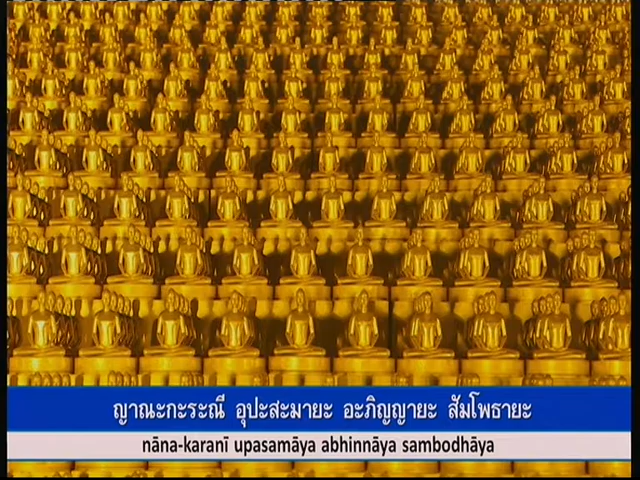 ญาณะกะระณี อุปะสะมายะ อะภิญญายะ สัมโพธายะ
nāna-karanī upasamāya abhinnāya sambodhāya